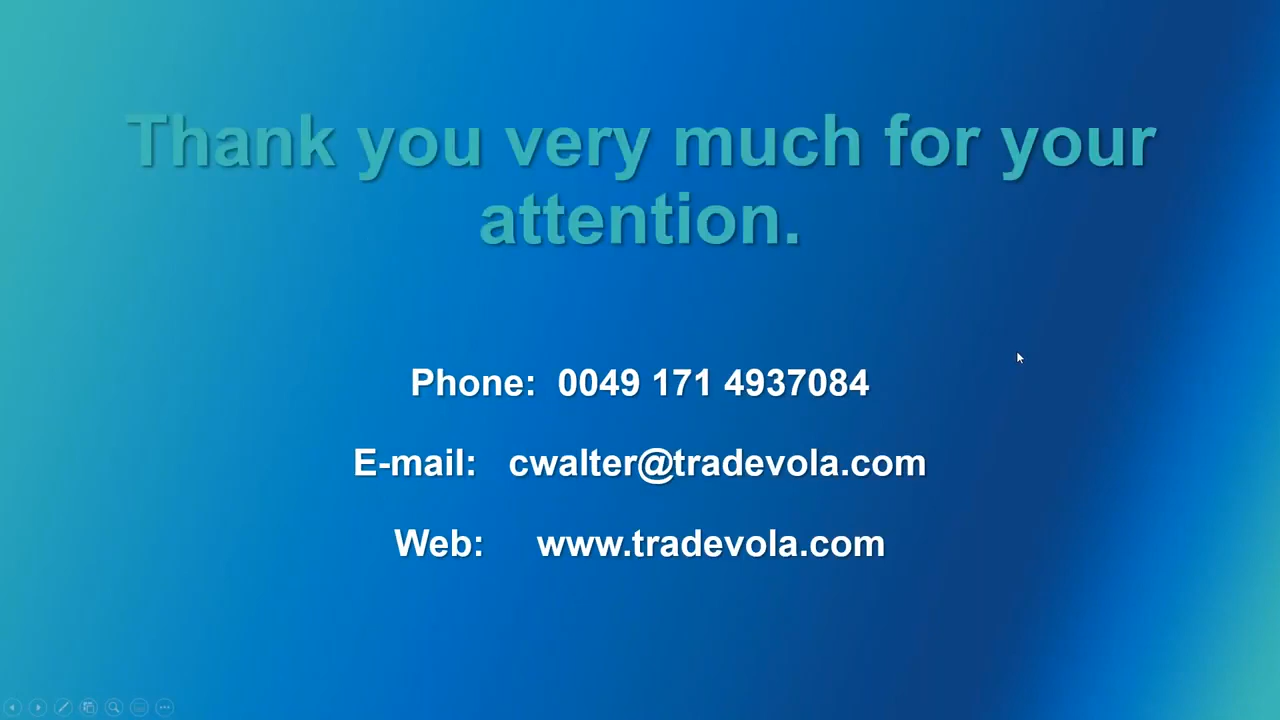 Thank you very much for your
attention.
Phone: 0049 171 4937084
E-mail: cwalter@tradevola.com
Web: www.tradevola.com